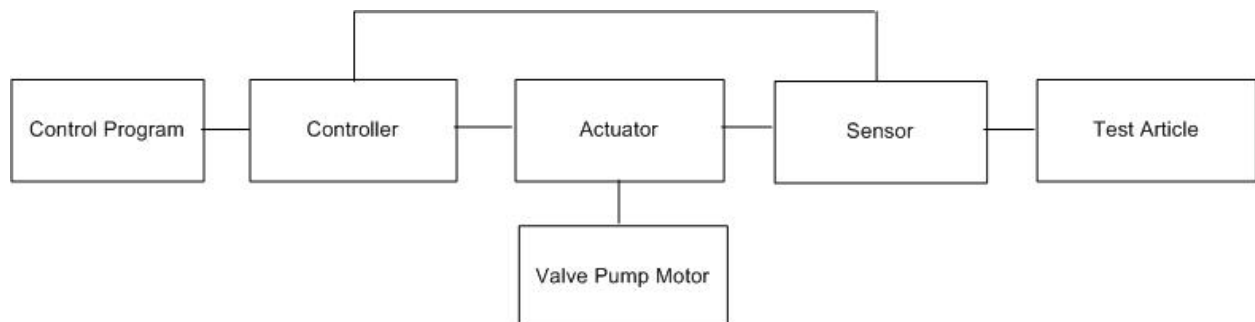 Control Program
Controller
Actuator
Sensor
Test Article
Valve Pump Motor